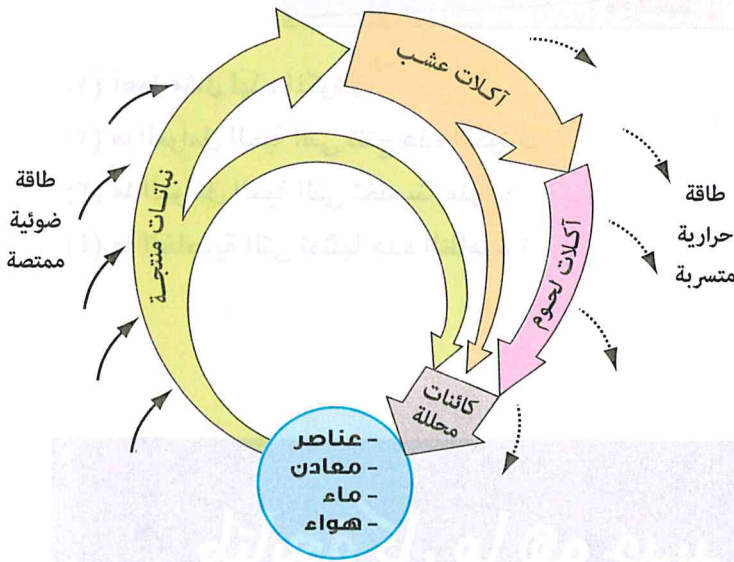 آكلات عشب
طاقة
ضوئية
ممتصة
نباتات منتجة
طاقة
حرارية
متسربة
آكلات لحوم
كائنات
محللة
- عناصر
- معادن
- ماء
- هواء